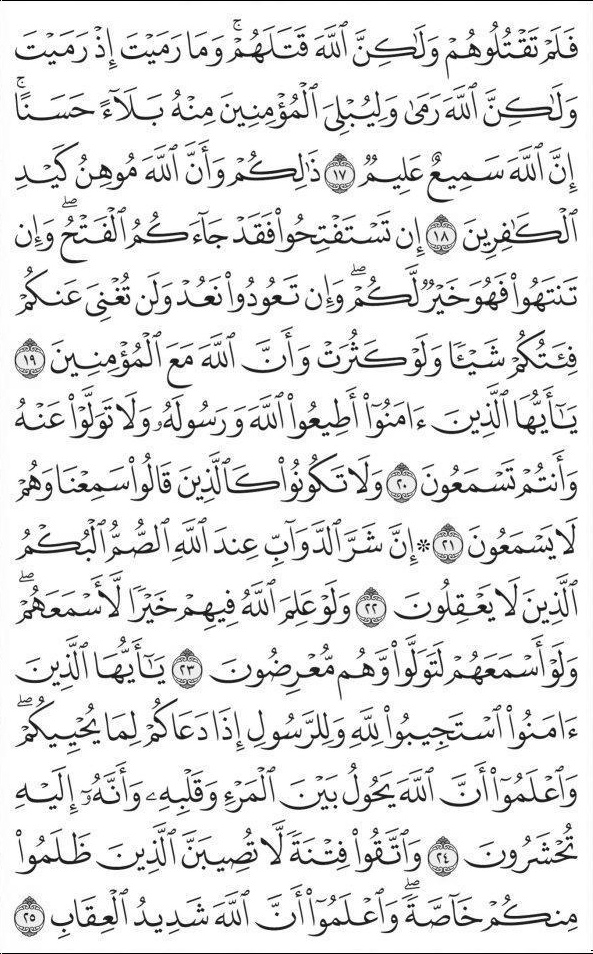 فَلَمۡ تَقۡتُلُوهُمۡ وَلَٰكِنَّ ٱللَّهَ قَتَلَهُمۡۚ وَمَا رَمَيۡتَ إِذۡ رَمَيۡتَ
وَلَٰكِنَّ ٱللَّهَ رَمَىٰ وَلِيُبۡلِيَ ٱلۡمُؤۡمِنِينَ مِنۡهُ بَلَآءً حَسَنًاۚ
إِنَّ ٱللَّهَ سَمِيعٌ عَلِيمٞ ١٧ ذَٰلِكُمۡ وَأَنَّ ٱللَّهَ مُوهِنُ كَيۡدِ
ٱلۡكَٰفِرِينَ ١٨ إِن تَسۡتَفۡتِحُواْ فَقَدۡ جَآءَكُمُ ٱلۡفَتۡحُۖ وَإِن
تَنتَهُواْ فَهُوَ خَيۡرٞ لَّكُمۡۖ وَإِن تَعُودُواْ نَعُدۡ وَلَن تُغۡنِيَ عَنكُمۡ
فِئَتُكُمۡ شَيۡـٔٗا وَلَوۡ كَثُرَتۡ وَأَنَّ ٱللَّهَ مَعَ ٱلۡمُؤۡمِنِينَ ١٩
يَٰٓأَيُّهَا ٱلَّذِينَ ءَامَنُوٓاْ أَطِيعُواْ ٱللَّهَ وَرَسُولَهُۥ وَلَا تَوَلَّوۡاْ عَنۡهُ
وَأَنتُمۡ تَسۡمَعُونَ ٢٠ وَلَا تَكُونُواْ كَٱلَّذِينَ قَالُواْ سَمِعۡنَا وَهُمۡ
لَا يَسۡمَعُونَ ٢١ ۞ إِنَّ شَرَّ ٱلدَّوَآبِّ عِندَ ٱللَّهِ ٱلصُّمُّ ٱلۡبُكۡمُ
ٱلَّذِينَ لَا يَعۡقِلُونَ ٢٢ وَلَوۡ عَلِمَ ٱللَّهُ فِيهِمۡ خَيۡرٗا لَّأَسۡمَعَهُمۡۖ
وَلَوۡ أَسۡمَعَهُمۡ لَتَوَلَّواْ وَّهُم مُّعۡرِضُونَ ٢٣ يَٰٓأَيُّهَا ٱلَّذِينَ
ءَامَنُواْ ٱسۡتَجِيبُواْ لِلَّهِ وَلِلرَّسُولِ إِذَا دَعَاكُمۡ لِمَا يُحۡيِيكُمۡۖ
وَٱعۡلَمُوٓاْ أَنَّ ٱللَّهَ يَحُولُ بَيۡنَ ٱلۡمَرۡءِ وَقَلۡبِهِۦ وَأَنَّهُۥٓ إِلَيۡهِ
تُحۡشَرُونَ ٢٤ وَٱتَّقُواْ فِتۡنَةٗ لَّا تُصِيبَنَّ ٱلَّذِينَ ظَلَمُواْ
مِنكُمۡ خَآصَّةٗۖ وَٱعۡلَمُوٓاْ أَنَّ ٱللَّهَ شَدِيدُ ٱلۡعِقَابِ ٢٥